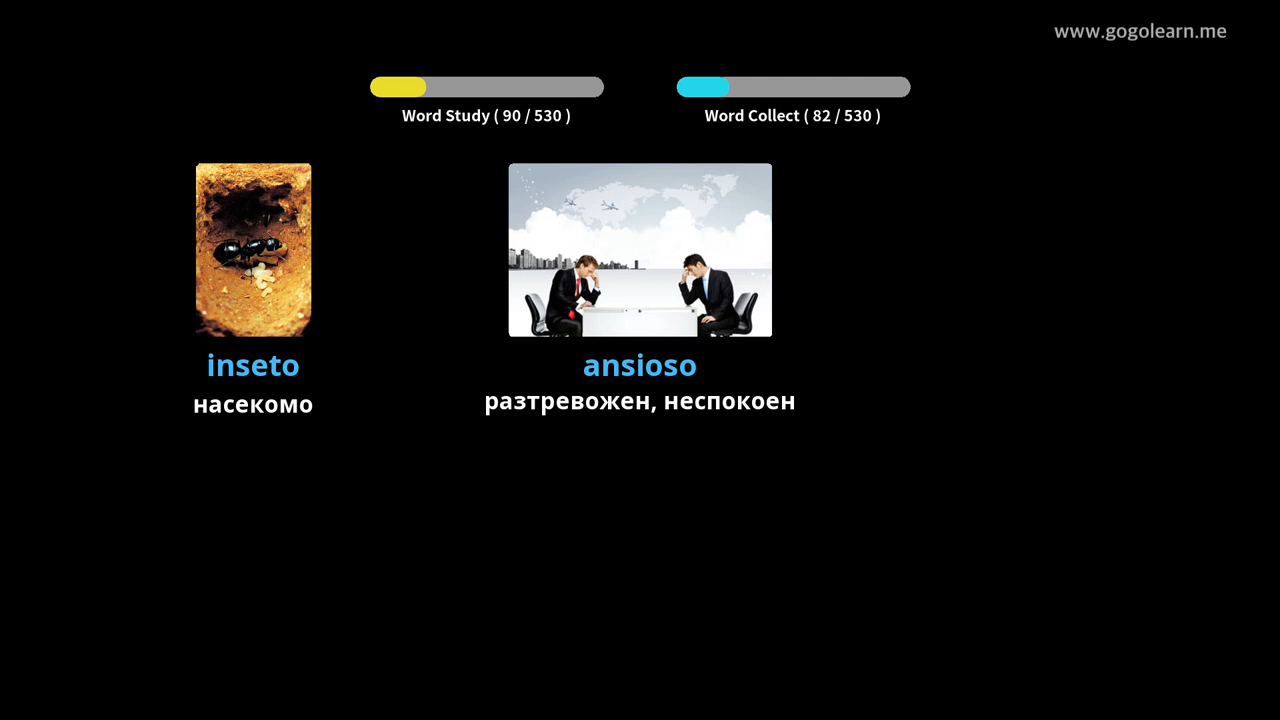 www.gogolearn.me
Word Study ( 90 / 530 )
Word Collect ( 82 / 530 )
inseto
насекомо
ansioso
разтревожен, неспокоен